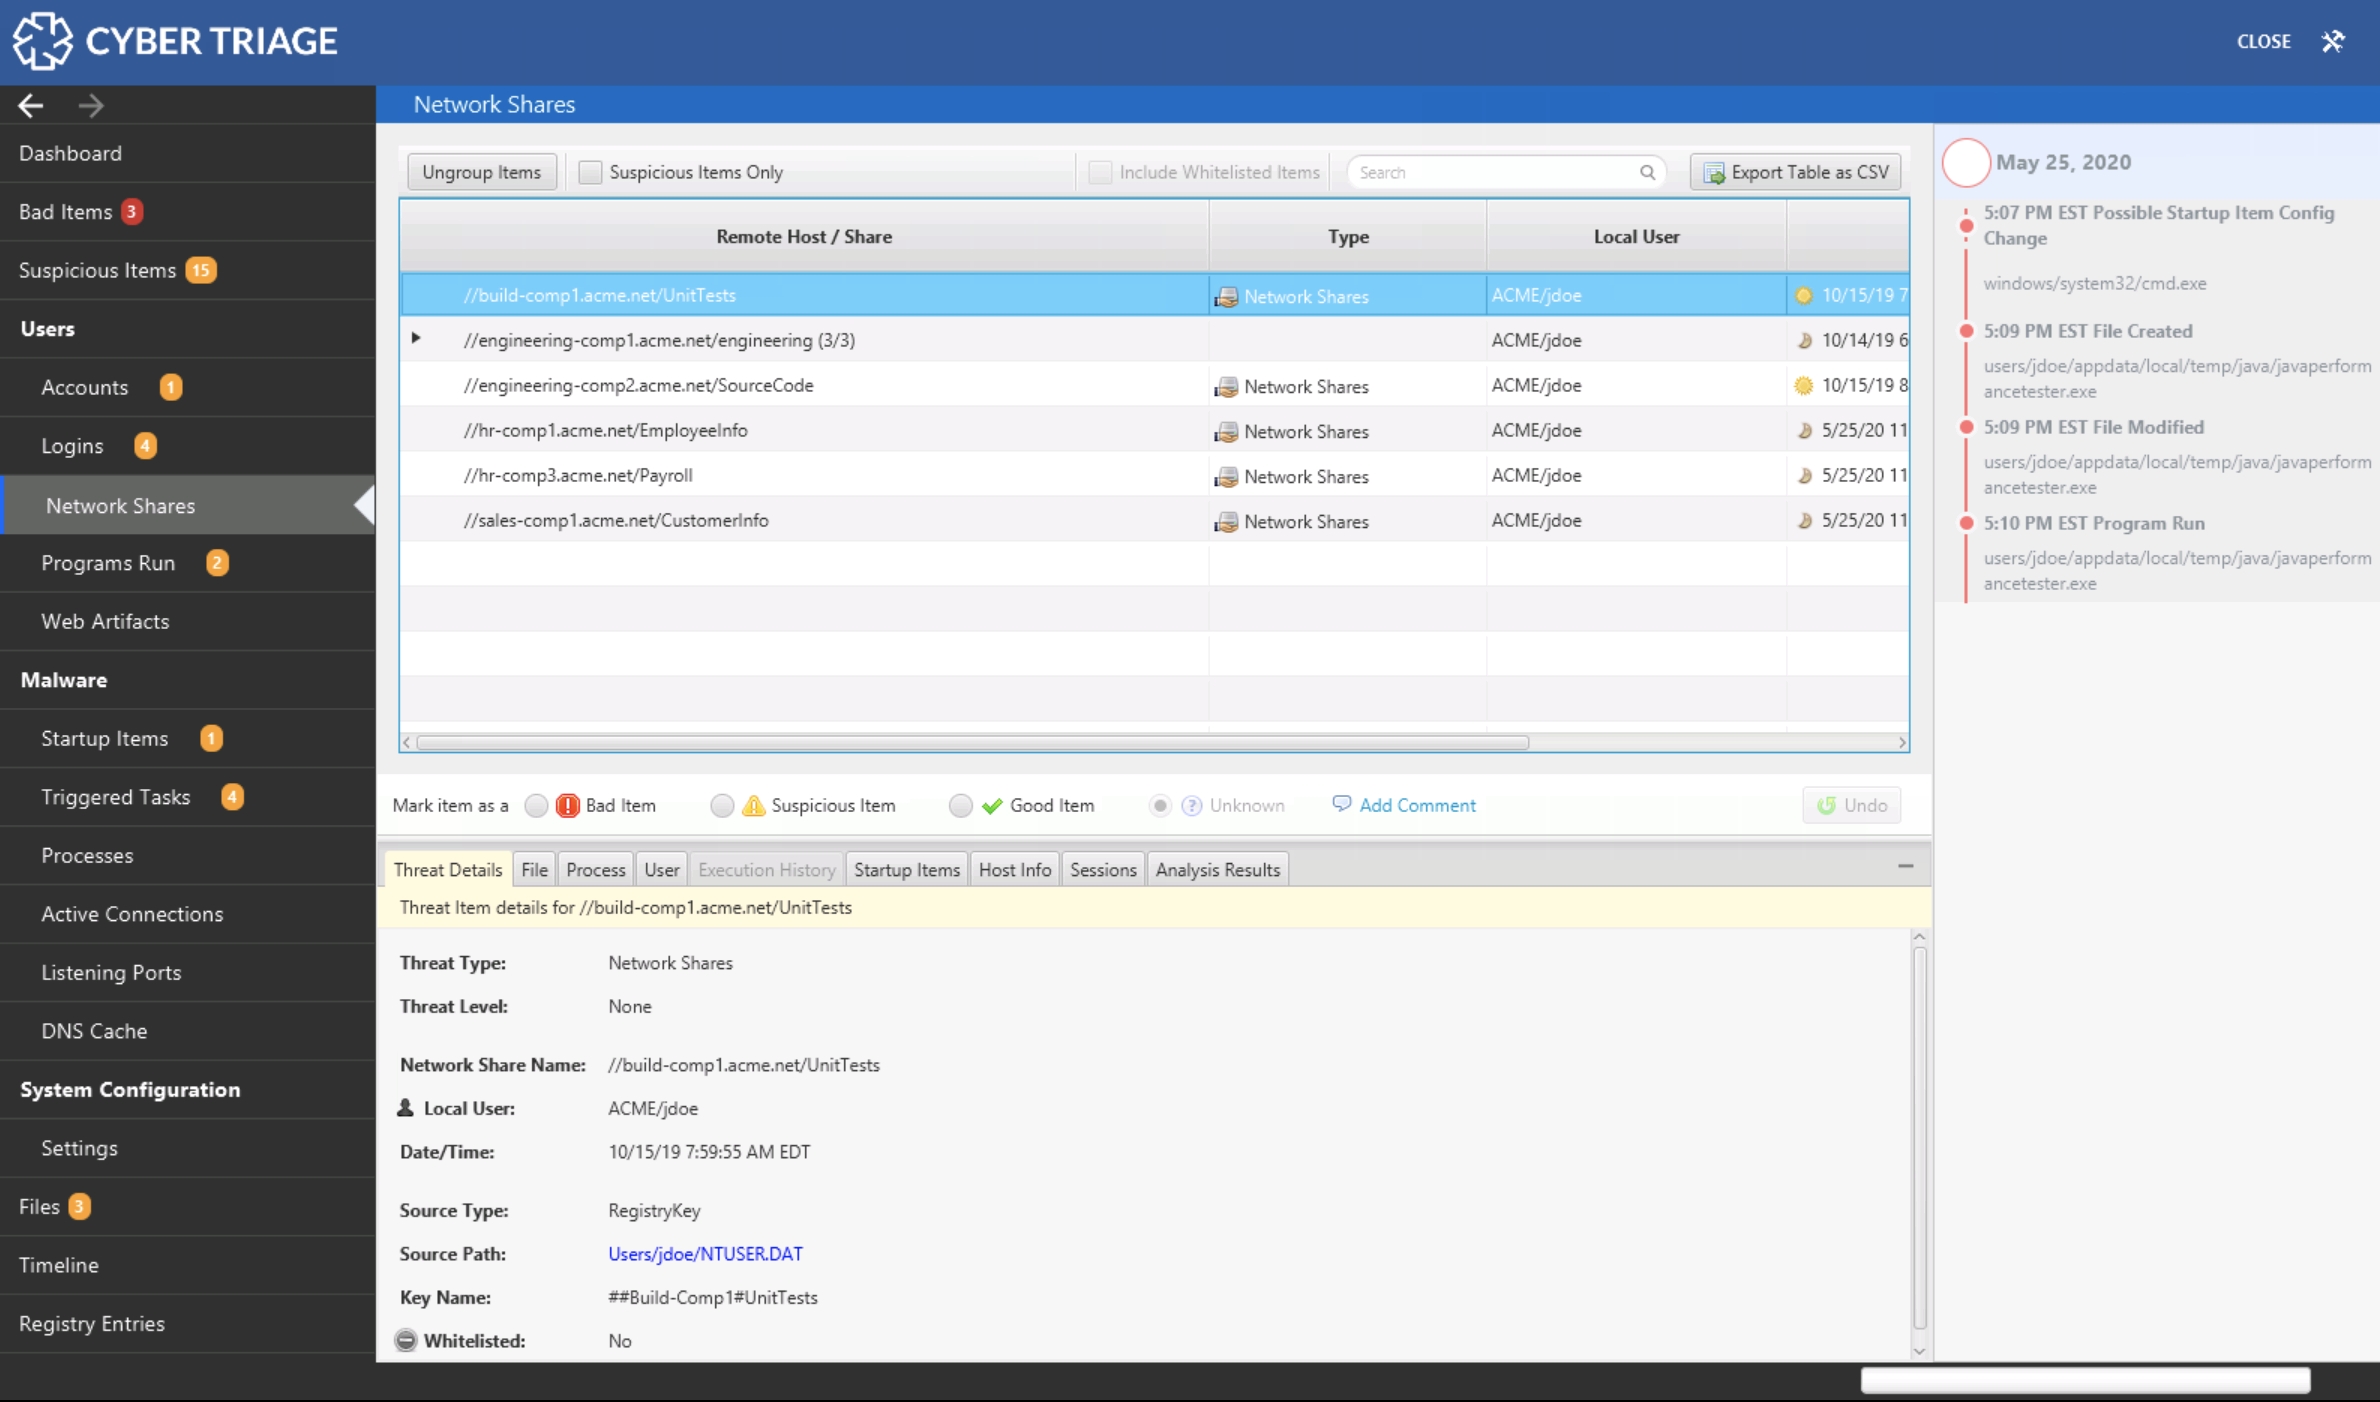 CYBER TRIAGE
CLOSE
Network Shares
Dashboard
Bad Items 3
Suspicious Items 15
Users
Accounts 1
Logins 4
Network Shares
Programs Run 2
Web Artifacts
Malware
Startup Items 1
Triggered Tasks 4
Processes
Active Connections
Listening Ports
DNS Cache
System Configuration
Settings
Files 3
Timeline
Registry Entries
Ungroup Items Suspicious Items Only Include Whitelisted Items Search Export Table as CSV
Remote Host / Share Type Local User
//build-comp1.acme.net/UnitTests Network Shares ACME/jdoe 10/15/19 7
//engineering-comp1.acme.net/engineering (3/3) ACME/jdoe 10/14/19 6
//engineering-comp2.acme.net/SourceCode Network Shares ACME/jdoe 10/15/19 8
//hr-comp1.acme.net/EmployeeInfo Network Shares ACME/jdoe 5/25/20 11
//hr-comp3.acme.net/Payroll Network Shares ACME/jdoe 5/25/20 11
//sales-comp1.acme.net/CustomerInfo Network Shares ACME/jdoe 5/25/20 11
Mark item as a Bad Item Suspicious Item Good Item ? Unknown Add Comment Undo
Threat Details File Process User Execution History Startup Items Host Info Sessions Analysis Results
Threat Item details for //build-comp1.acme.net/UnitTests
Threat Type: Network Shares
Threat Level: None
Network Share Name: //build-comp1.acme.net/UnitTests
Local User: ACME/jdoe
Date/Time: 10/15/19 7:59:55 AM EDT
Source Type: RegistryKey
Source Path: Users/jdoe/NTUSER.DAT
Key Name: ##Build-Comp1#UnitTests
Whitelisted: No
May 25, 2020
5:07 PM EST Possible Startup Item Config
Change
windows/system32/cmd.exe
5:09 PM EST File Created
users/jdoe/appdata/local/temp/java/javaperform
ancetester.exe
5:09 PM EST File Modified
users/jdoe/appdata/local/temp/java/javaperform
ancetester.exe
5:10 PM EST Program Run
users/jdoe/appdata/local/temp/java/javaperform
ancetester.exe